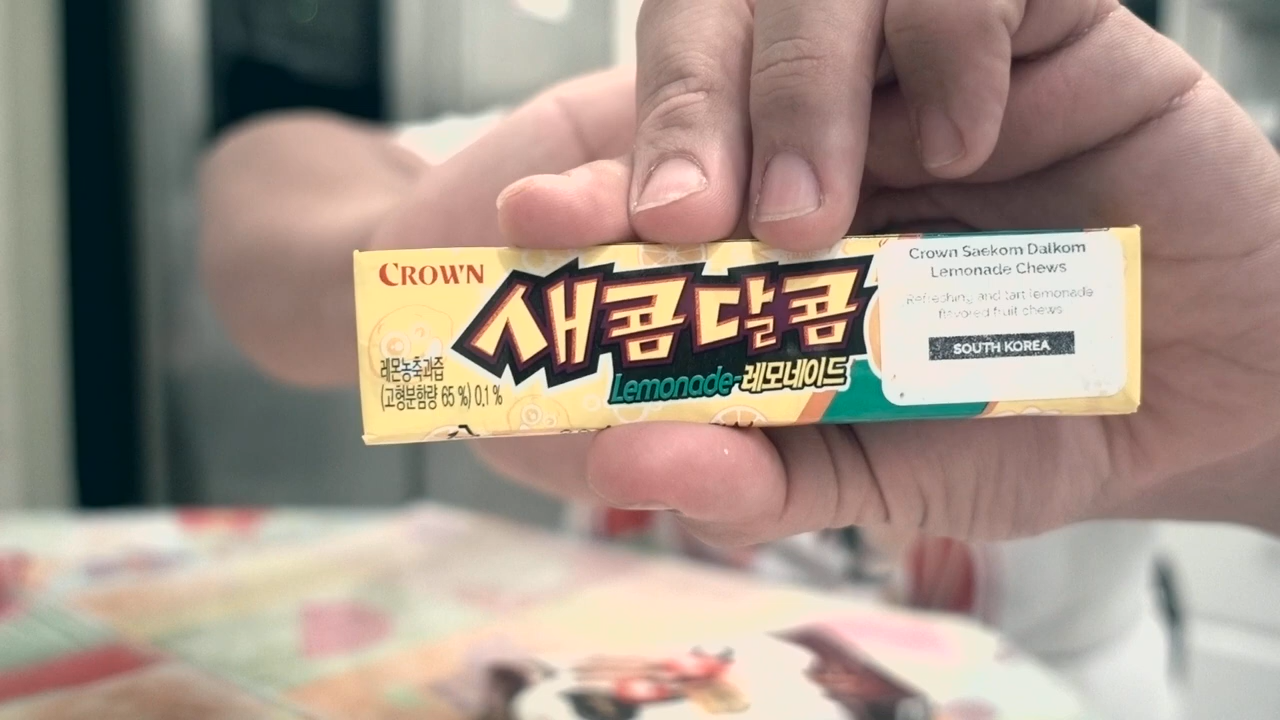 CROWN
새콤달콤
Lemonade-레모네이드
레몬농축과즙
(고형분함량 65 %) 0.1 %
Crown Saekom Dalkom
Lemonade Chews
Refreshing and tart lemonade
flavored fruit chews
SOUTH KOREA